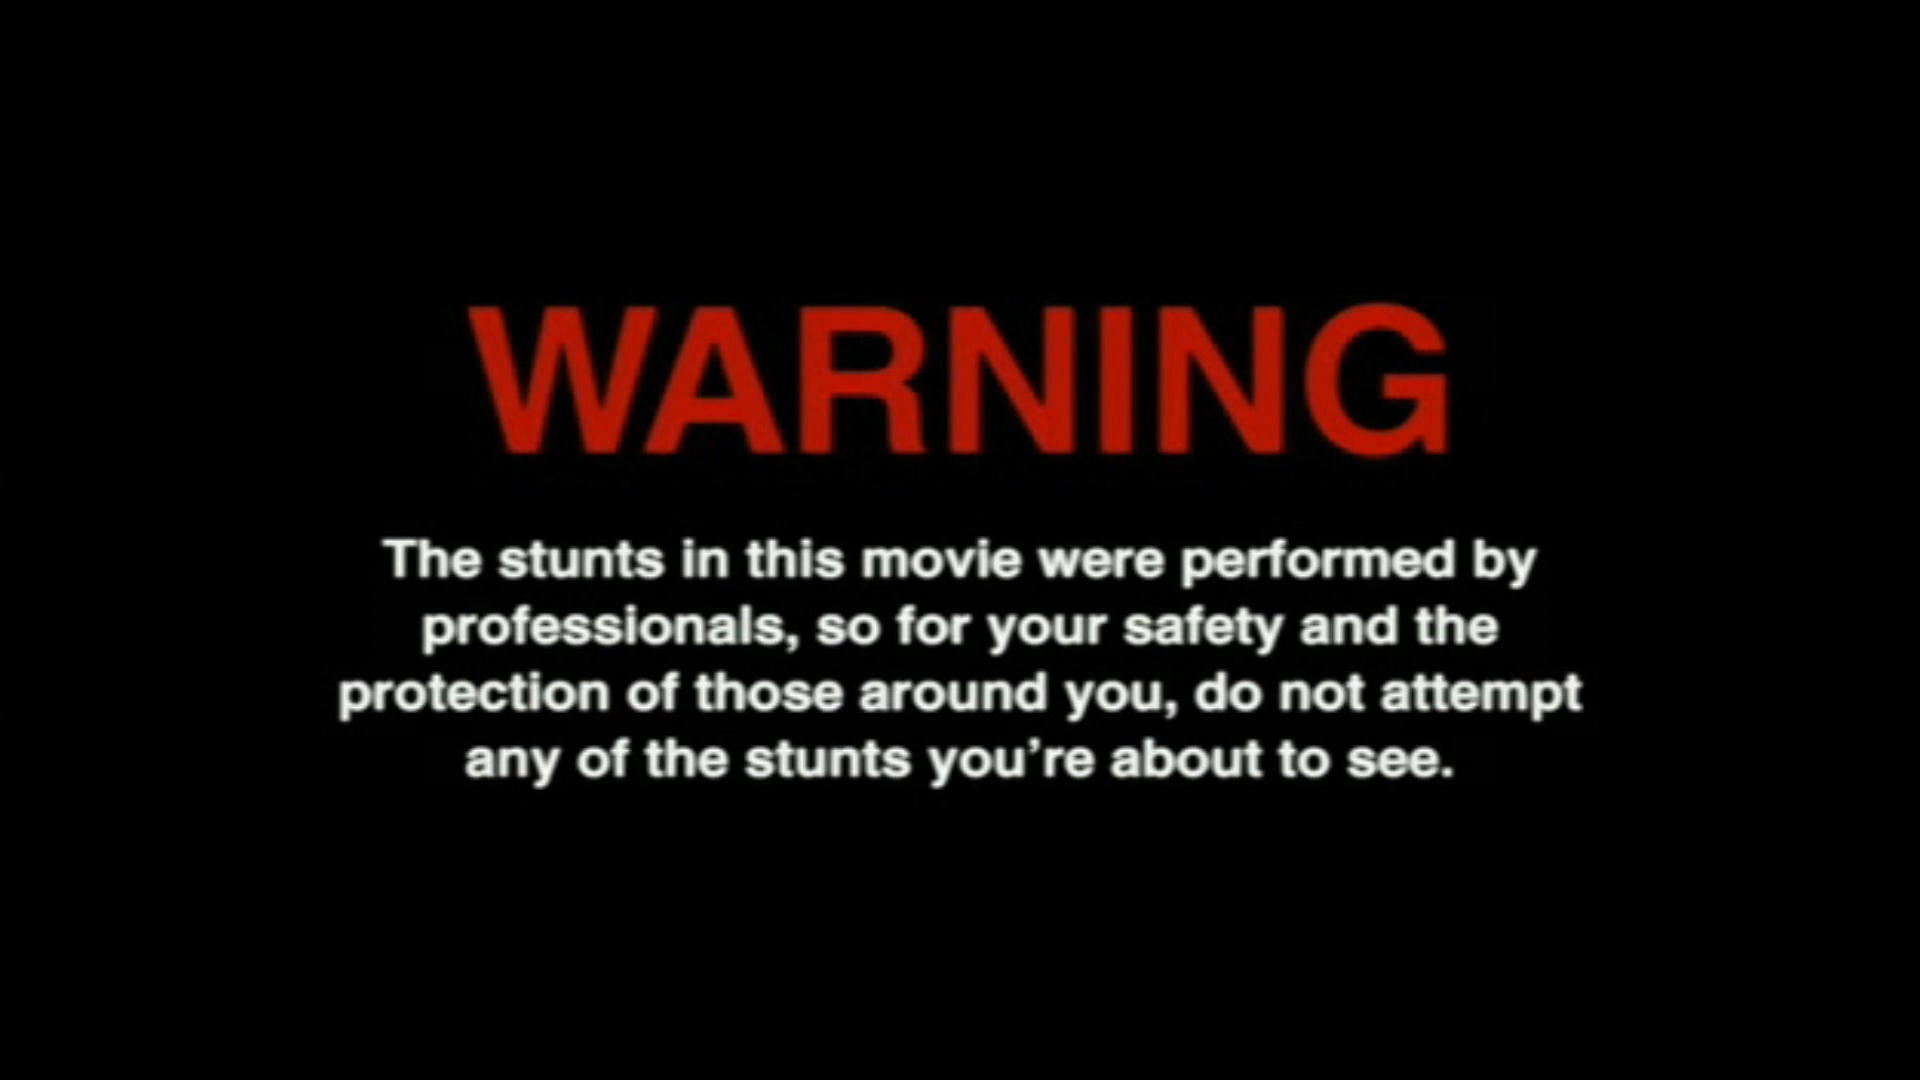 WARNING
The stunts in this movie were performed by
professionals, so for your safety and the
protection of those around you, do not attempt
any of the stunts you’re about to see.